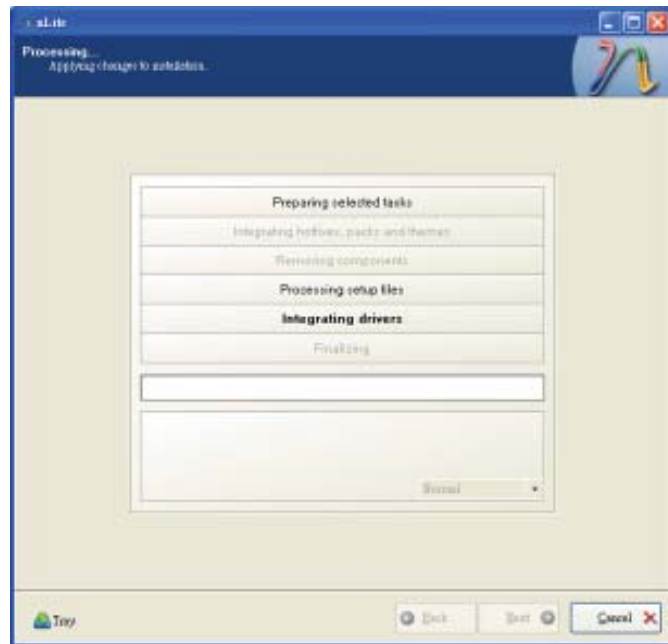 nLite
Processing...
Applying changes to installation.
Preparing selected tasks
Integrating hotfixes, packs and themes
Removing components
Processing setup files
Integrating drivers
Finalizing
Normal
Tray
Back
Next
Cancel